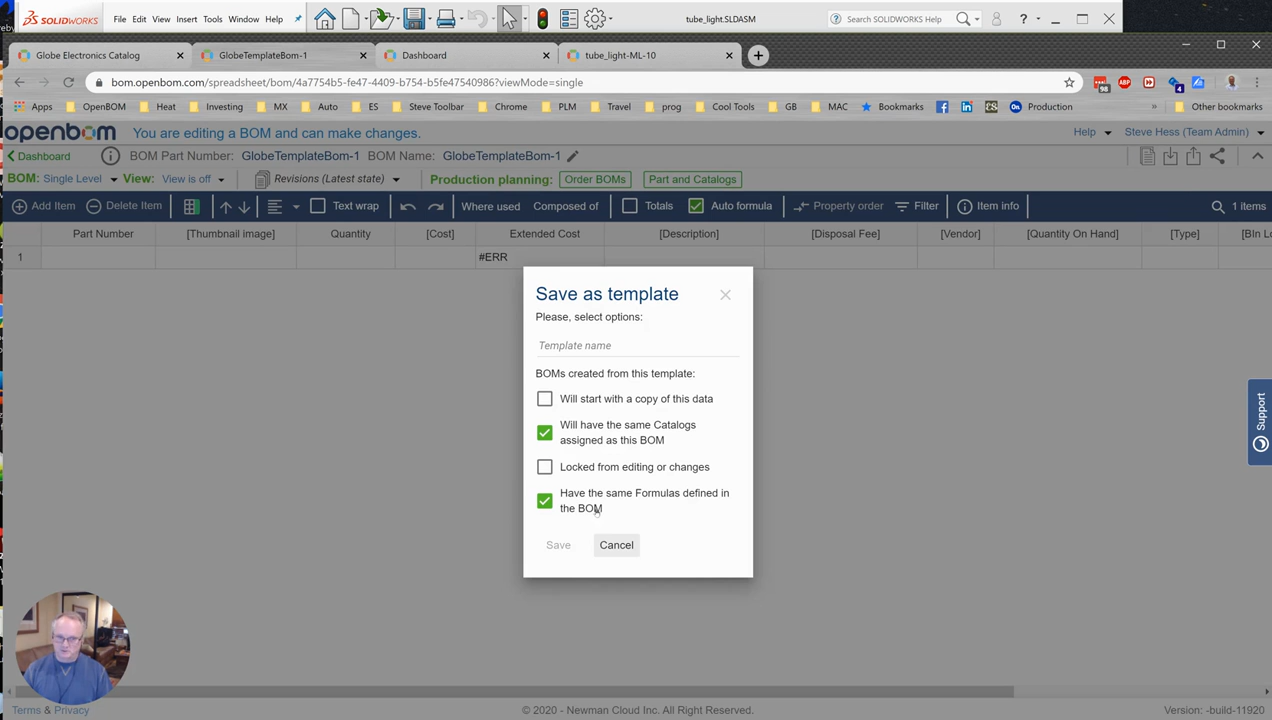 SOLIDWORKS File Edit View Insert Tools Window Help tube_light.SLDASM Search SOLIDWORKS Help ?
Globe Electronics Catalog GlobeTemplateBom-1 Dashboard tube_light-ML-10
bom.openbom.com/spreadsheet/bom/4a7754b5-fe47-4409-b754-b5fe47540986?viewMode=single
Apps OpenBOM Heat Investing MX Auto ES Steve Toolbar Chrome PLM Travel prog Cool Tools GB MAC Bookmarks Production » Other bookmarks
openbom You are editing a BOM and can make changes. Help Steve Hess (Team Admin)
Dashboard BOM Part Number: GlobeTemplateBom-1 BOM Name: GlobeTemplateBom-1
BOM: Single Level View: View is off Revisions (Latest state) Production planning: Order BOMs Part and Catalogs
Add Item Delete Item Text wrap Where used Composed of Totals Auto formula Property order Filter Item info 1 items
Part Number [Thumbnail image] Quantity [Cost] Extended Cost [Description] [Disposal Fee] [Vendor] [Quantity On Hand] [Type] [BIn Lo
1 #ERR
Save as template
Please, select options:
Template name
BOMs created from this template:
Will start with a copy of this data
Will have the same Catalogs
assigned as this BOM
Locked from editing or changes
Have the same Formulas defined in
the BOM
Save Cancel
Support
Terms & Privacy © 2020 - Newman Cloud Inc. All Right Reserved. Version: -build-11920